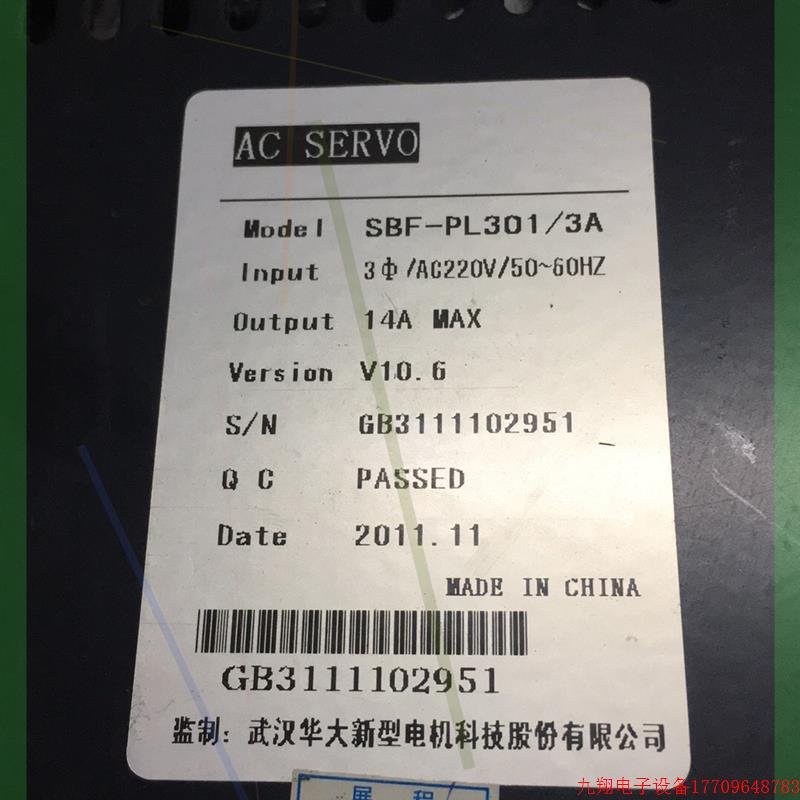 AC SERVO
Model SBF-PL301/3A
Input 3Φ/AC220V/50~60HZ
Output 14A MAX
Version V10.6
S/N GB3111102951
Q C PASSED
Date 2011.11
MADE IN CHINA
GB3111102951
监制：武汉华大新型电机科技股份有限公司
展 程
九翔电子设备17709648783